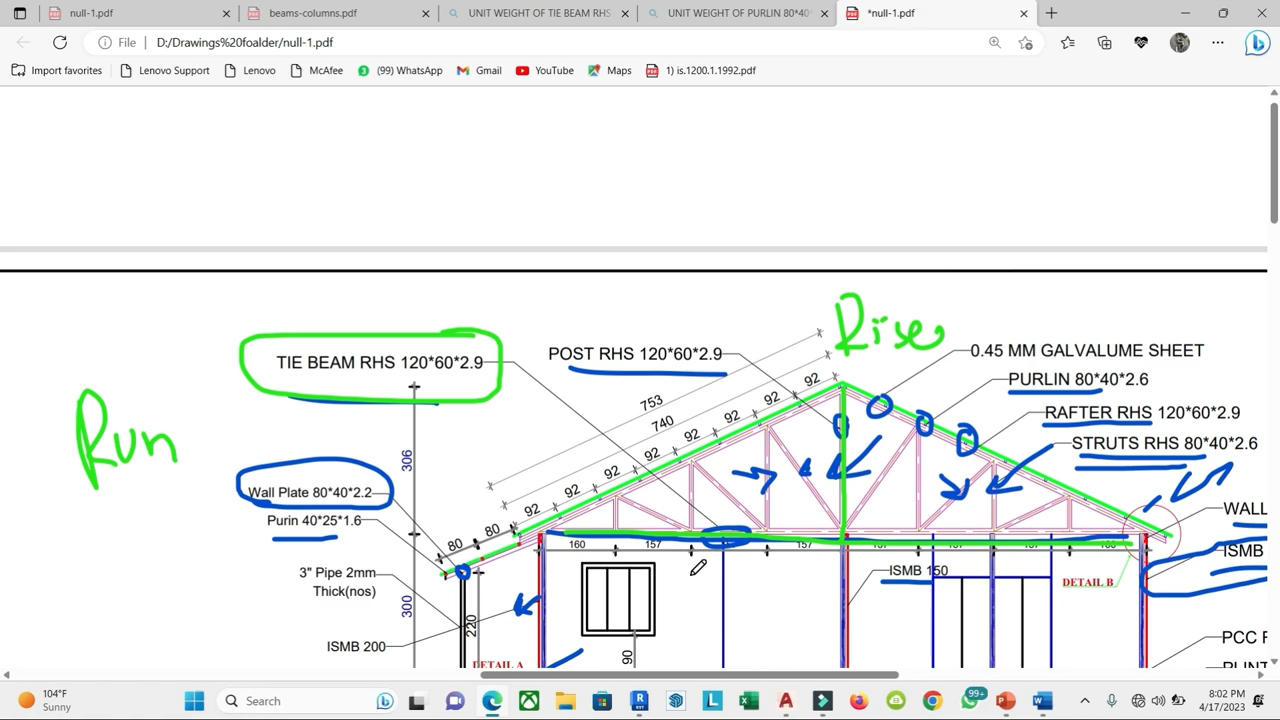 null-1.pdf
beams-columns.pdf
UNIT WEIGHT OF TIE BEAM RHS
UNIT WEIGHT OF PURLIN 80*40*
*null-1.pdf
File D:/Drawings%20foalder/null-1.pdf
Import favorites Lenovo Support Lenovo McAfee (99) WhatsApp Gmail YouTube Maps 1) is.1200.1.1992.pdf
Rise
Run
TIE BEAM RHS 120*60*2.9
POST RHS 120*60*2.9
0.45 MM GALVALUME SHEET
PURLIN 80*40*2.6
RAFTER RHS 120*60*2.9
STRUTS RHS 80*40*2.6
753
740
92
92
92
92
92
92
92
92
80
80
306
Wall Plate 80*40*2.2
Purin 40*25*1.6
WALL
ISMB
160
157
3" Pipe 2mm
Thick(nos)
ISMB 150
DETAIL B
300
220
ISMB 200
90
DETAIL A
PCC F
PLINT
104°F
Sunny
Search
99+
8:02 PM
4/17/2023